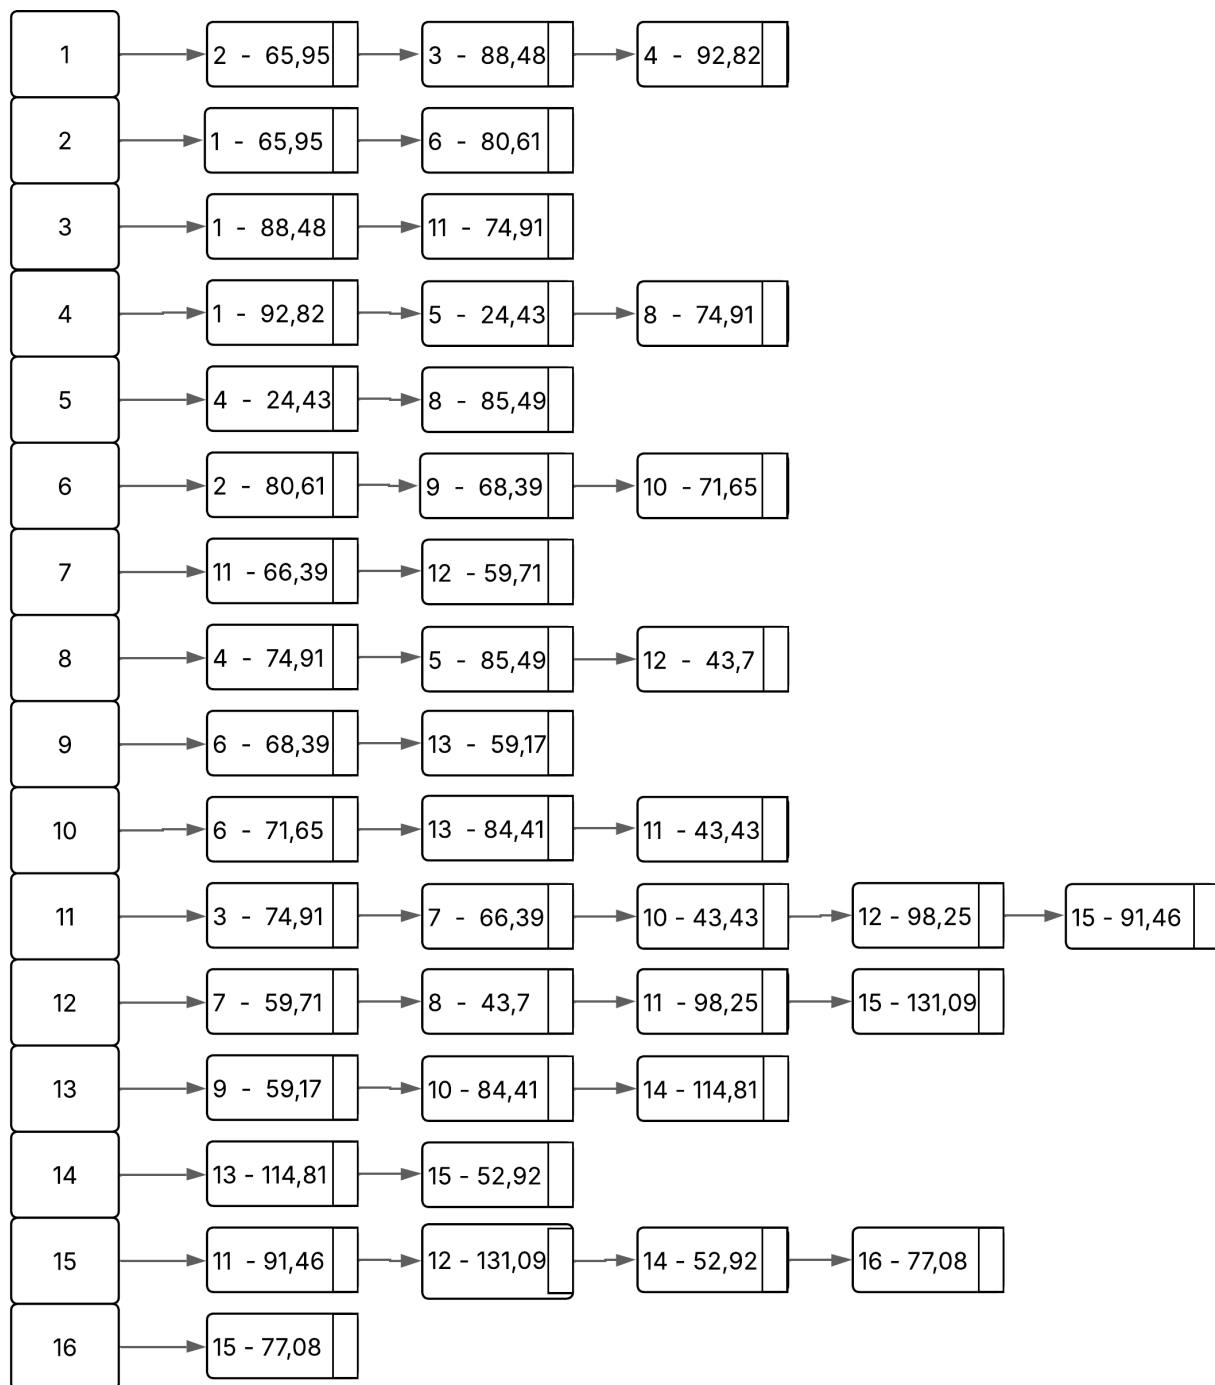 1 2 - 65,95 3 - 88,48 4 - 92,82
2 1 - 65,95 6 - 80,61
3 1 - 88,48 11 - 74,91
4 1 - 92,82 5 - 24,43 8 - 74,91
5 4 - 24,43 8 - 85,49
6 2 - 80,61 9 - 68,39 10 - 71,65
7 11 - 66,39 12 - 59,71
8 4 - 74,91 5 - 85,49 12 - 43,7
9 6 - 68,39 13 - 59,17
10 6 - 71,65 13 - 84,41 11 - 43,43
11 3 - 74,91 7 - 66,39 10 - 43,43 12 - 98,25 15 - 91,46
12 7 - 59,71 8 - 43,7 11 - 98,25 15 - 131,09
13 9 - 59,17 10 - 84,41 14 - 114,81
14 13 - 114,81 15 - 52,92
15 11 - 91,46 12 - 131,09 14 - 52,92 16 - 77,08
16 15 - 77,08